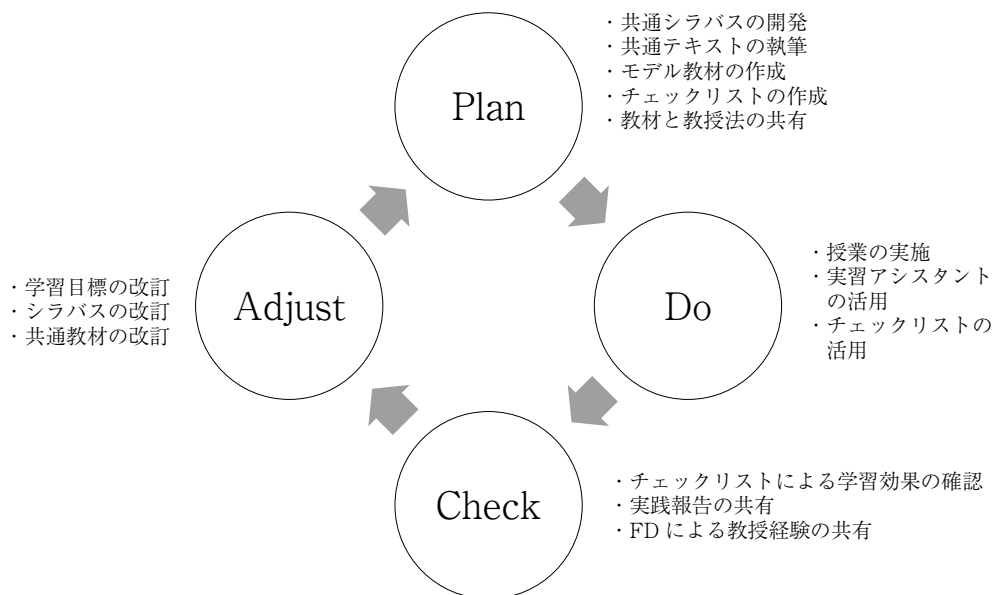 Plan
・共通シラバスの開発
・共通テキストの執筆
・モデル教材の作成
・チェックリストの作成
・教材と教授法の共有
Do
・授業の実施
・実習アシスタント
の活用
・チェックリストの
活用
Check
・チェックリストによる学習効果の確認
・実践報告の共有
・FD による教授経験の共有
Adjust
・学習目標の改訂
・シラバスの改訂
・共通教材の改訂